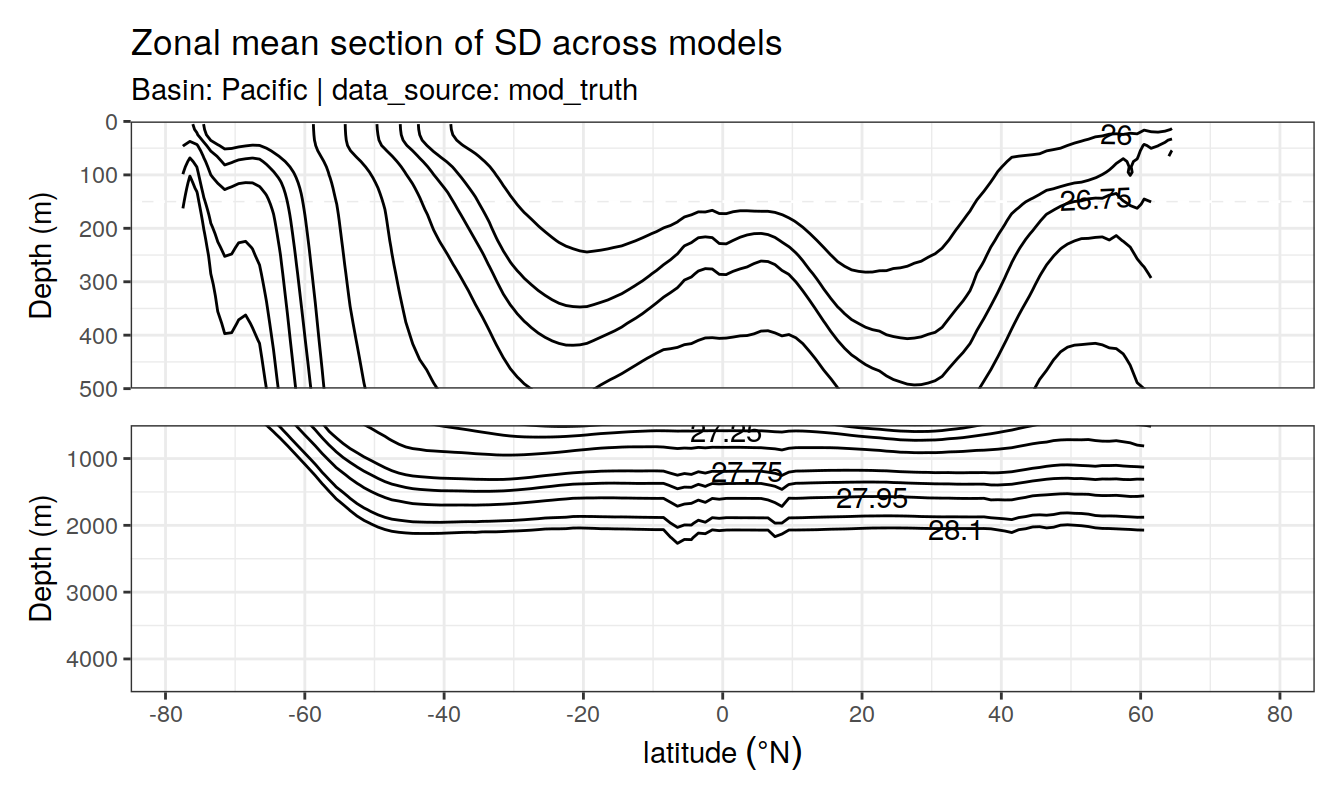 Zonal mean section of SD across models
Basin: Pacific | data_source: mod_truth
Depth (m)
0
100
200
300
400
500
26
26.75
Depth (m)
1000
2000
3000
4000
27.25
27.75
27.95
28.1
-80 -60 -40 -20 0 20 40 60 80
latitude (°N)